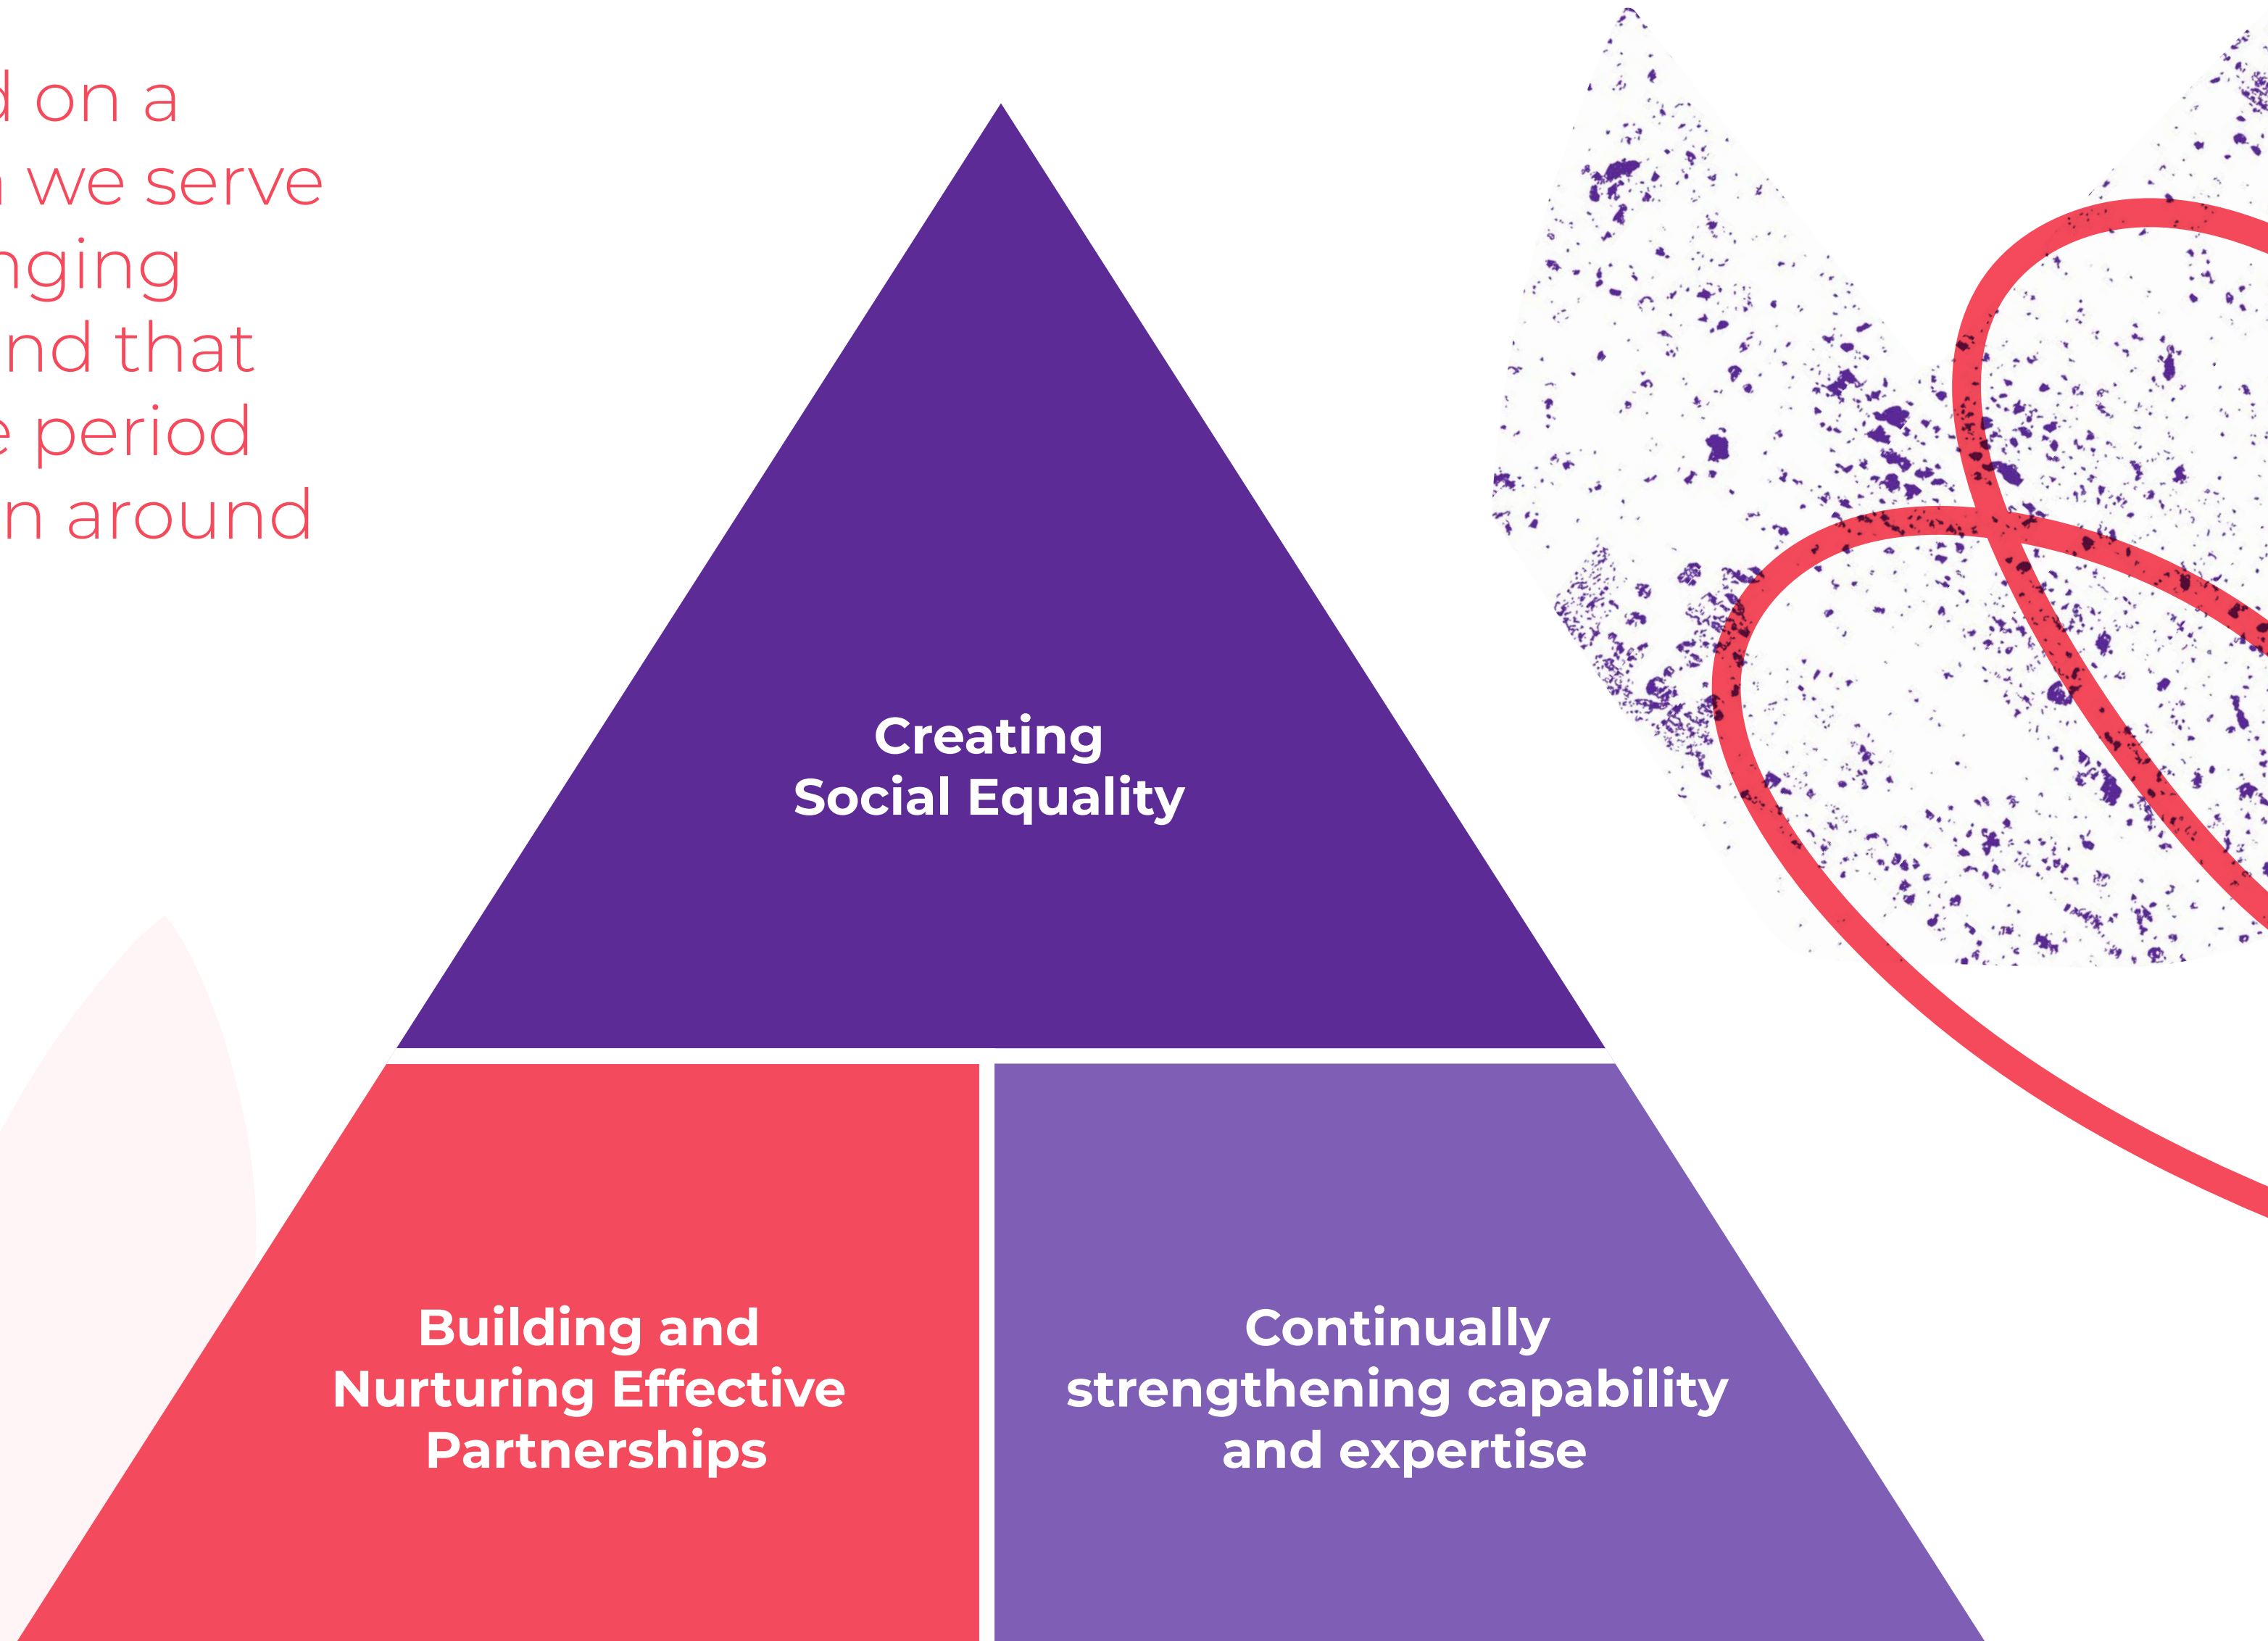 on a
we serve
nd that
period
around
Creating
Social Equality
Building and
Nurturing Effective
Partnerships
Continually
strengthening capability
and expertise